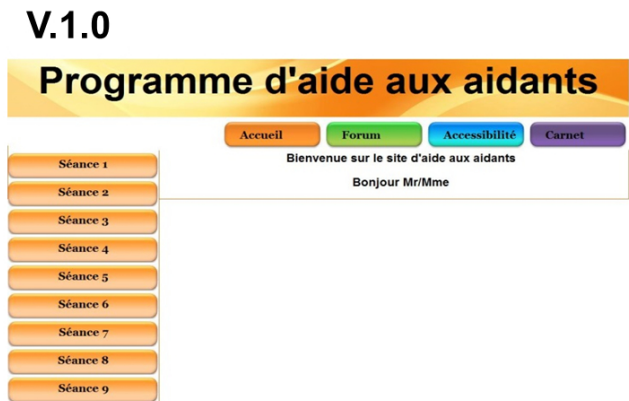 V.1.0
Programme d'aide aux aidants
Accueil Forum Accessibilité Carnet
Bienvenue sur le site d'aide aux aidants
Bonjour Mr/Mme
Séance 1
Séance 2
Séance 3
Séance 4
Séance 5
Séance 6
Séance 7
Séance 8
Séance 9